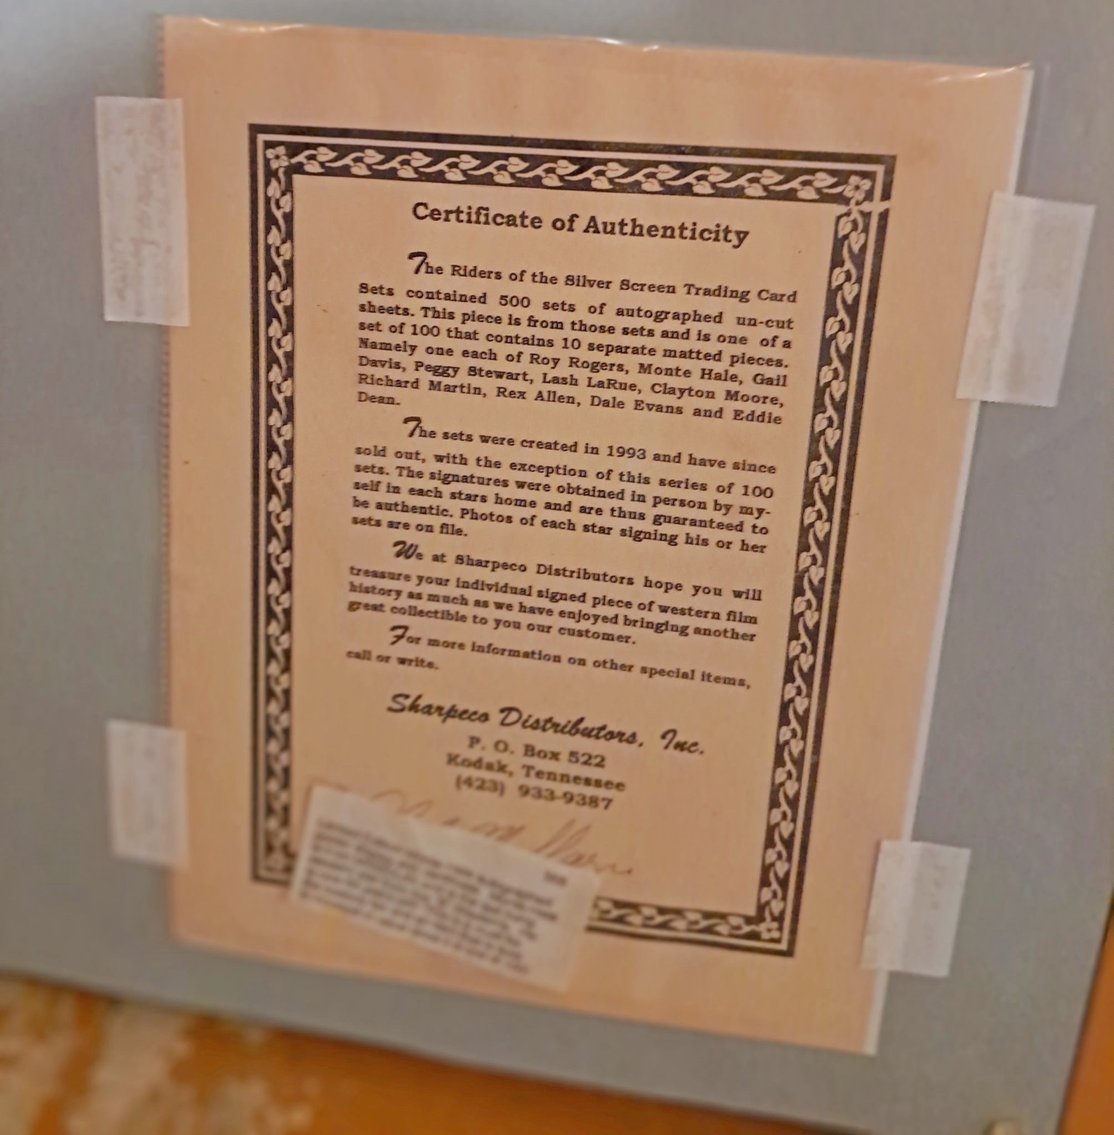 Certificate of Authenticity
The Riders of the Silver Screen Trading Card
Sets contained 500 sets of autographed un-cut
sheets. This piece is from those sets and is one of a
set of 100 that contains 10 separate matted pieces.
Namely one each of Roy Rogers, Monte Hale, Gail
Davis, Peggy Stewart, Lash LaRue, Clayton Moore,
Richard Martin, Rex Allen, Dale Evans and Eddie
Dean.
The sets were created in 1993 and have since
sold out, with the exception of this series of 100
sets. The signatures were obtained in person by my-
self in each stars home and are thus guaranteed to
be authentic. Photos of each star signing his or her
sets are on file.
We at Sharpeco Distributors hope you will
treasure your individual signed piece of western film
history as much as we have enjoyed bringing another
great collectible to you our customer.
For more information on other special items,
call or write.
Sharpeco Distributors, Inc.
P. O. Box 522
Kodak, Tennessee
(423) 933-9387